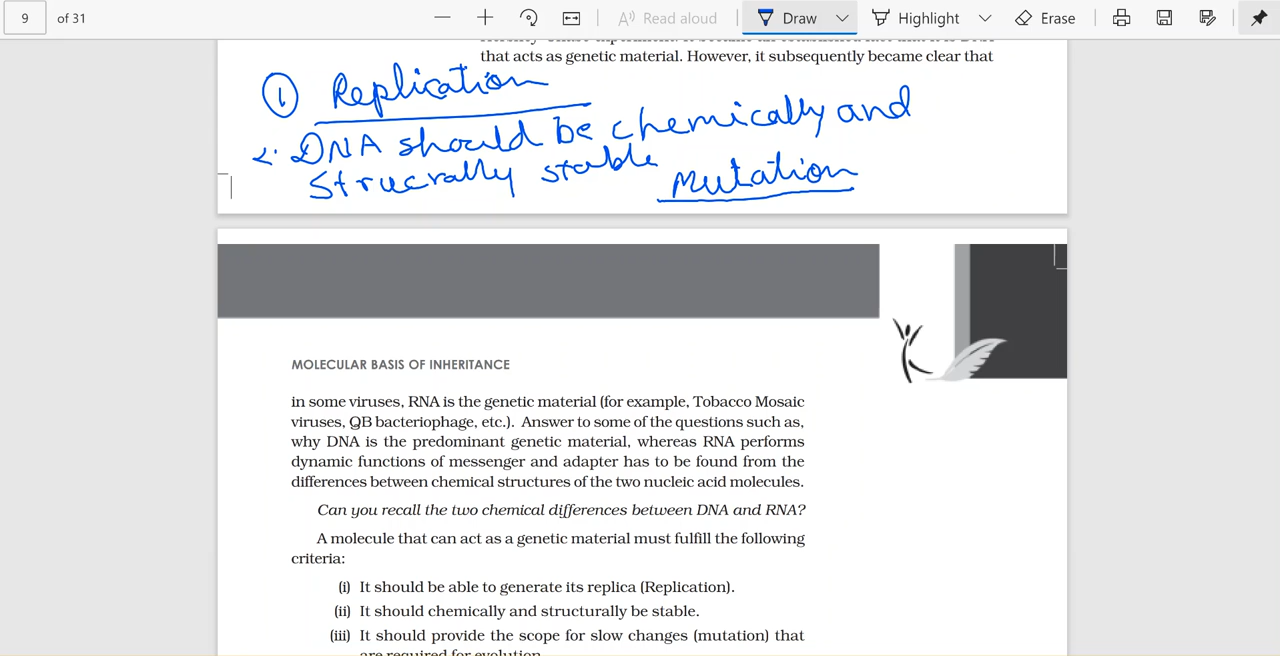 9 of 31 Read aloud Draw Highlight Erase
that acts as genetic material. However, it subsequently became clear that
1 Replication
2. DNA should be chemically and
Strucrally stable Mutation
MOLECULAR BASIS OF INHERITANCE
in some viruses, RNA is the genetic material (for example, Tobacco Mosaic
viruses, QB bacteriophage, etc.). Answer to some of the questions such as,
why DNA is the predominant genetic material, whereas RNA performs
dynamic functions of messenger and adapter has to be found from the
differences between chemical structures of the two nucleic acid molecules.
Can you recall the two chemical differences between DNA and RNA?
A molecule that can act as a genetic material must fulfill the following
criteria:
(i) It should be able to generate its replica (Replication).
(ii) It should chemically and structurally be stable.
(iii) It should provide the scope for slow changes (mutation) that
are required for evolution